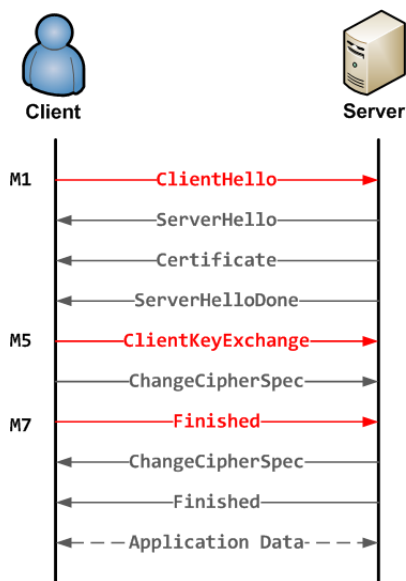 Client Server
M1 ClientHello
ServerHello
Certificate
ServerHelloDone
M5 ClientKeyExchange
ChangeCipherSpec
M7 Finished
ChangeCipherSpec
Finished
Application Data